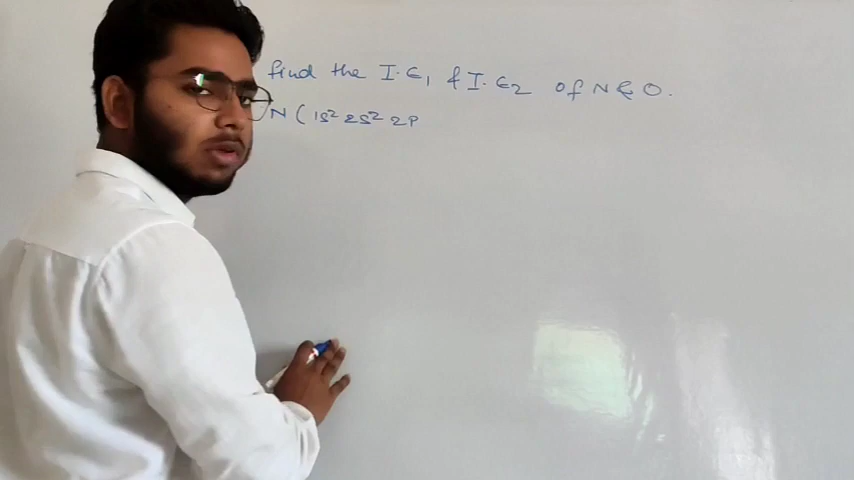 find the I.E₁ & I.E₂ of N & O.
N ( 1s² 2s² 2p